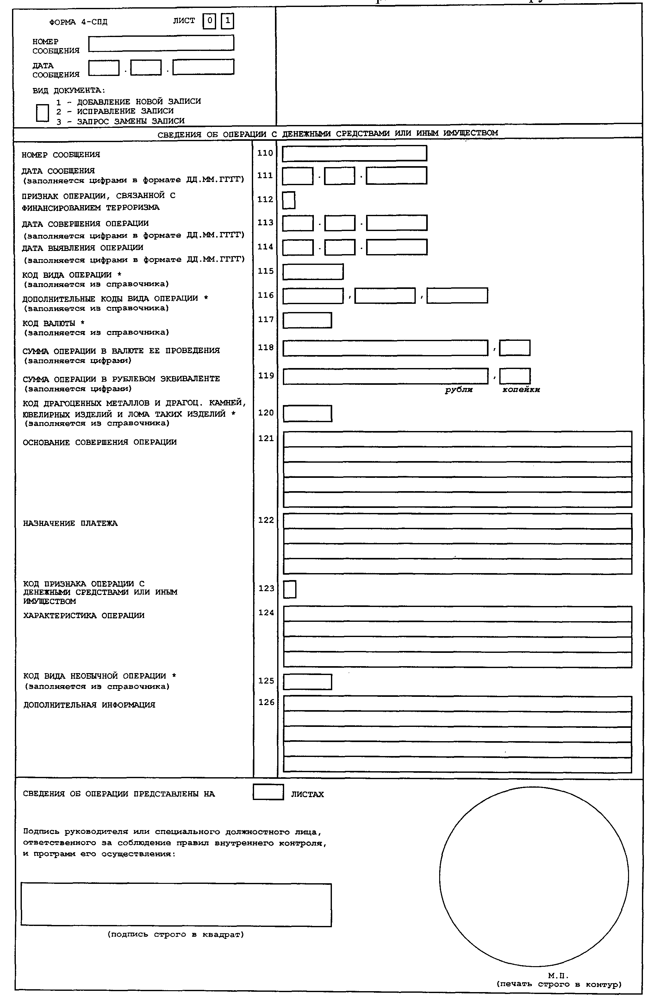 ФОРМА 4-СПД ЛИСТ 0 1
НОМЕР
СООБЩЕНИЯ
ДАТА
СООБЩЕНИЯ . .
ВИД ДОКУМЕНТА:
1 - ДОБАВЛЕНИЕ НОВОЙ ЗАПИСИ
2 - ИСПРАВЛЕНИЕ ЗАПИСИ
3 - ЗАПРОС ЗАМЕНЫ ЗАПИСИ
СВЕДЕНИЯ ОБ ОПЕРАЦИИ С ДЕНЕЖНЫМИ СРЕДСТВАМИ ИЛИ ИНЫМ ИМУЩЕСТВОМ
НОМЕР СООБЩЕНИЯ 110
ДАТА СООБЩЕНИЯ
(заполняется цифрами в формате ДД.ММ.ГГГГ) 111 . .
ПРИЗНАК ОПЕРАЦИИ, СВЯЗАННОЙ С
ФИНАНСИРОВАНИЕМ ТЕРРОРИЗМА 112
ДАТА СОВЕРШЕНИЯ ОПЕРАЦИИ 113 . .
(заполняется цифрами в формате ДД.ММ.ГГГГ)
ДАТА ВЫЯВЛЕНИЯ ОПЕРАЦИИ 114 . .
(заполняется цифрами в формате ДД.ММ.ГГГГ)
КОД ВИДА ОПЕРАЦИИ * 115
(заполняется из справочника)
ДОПОЛНИТЕЛЬНЫЕ КОДЫ ВИДА ОПЕРАЦИИ * 116 , ,
(заполняется из справочника)
КОД ВАЛЮТЫ * 117
(заполняется из справочника)
СУММА ОПЕРАЦИИ В ВАЛЮТЕ ЕЕ ПРОВЕДЕНИЯ 118 ,
(заполняется цифрами)
СУММА ОПЕРАЦИИ В РУБЛЕВОМ ЭКВИВАЛЕНТЕ 119 ,
(заполняется цифрами) рубли копейки
КОД ДРАГОЦЕННЫХ МЕТАЛЛОВ И ДРАГОЦ. КАМНЕЙ,
ЮВЕЛИРНЫХ ИЗДЕЛИЙ И ЛОМА ТАКИХ ИЗДЕЛИЙ * 120
(заполняется из справочника)
ОСНОВАНИЕ СОВЕРШЕНИЯ ОПЕРАЦИИ 121
НАЗНАЧЕНИЕ ПЛАТЕЖА 122
КОД ПРИЗНАКА ОПЕРАЦИИ С
ДЕНЕЖНЫМИ СРЕДСТВАМИ ИЛИ ИНЫМ 123
ИМУЩЕСТВОМ
ХАРАКТЕРИСТИКА ОПЕРАЦИИ 124
КОД ВИДА НЕОБЫЧНОЙ ОПЕРАЦИИ * 125
(заполняется из справочника)
ДОПОЛНИТЕЛЬНАЯ ИНФОРМАЦИЯ 126
СВЕДЕНИЯ ОБ ОПЕРАЦИИ ПРЕДСТАВЛЕНЫ НА ЛИСТАХ
Подпись руководителя или специального должностного лица,
ответственного за соблюдение правил внутреннего контроля,
и программ его осуществления:
(подпись строго в квадрат)
М.П.
(печать строго в контур)